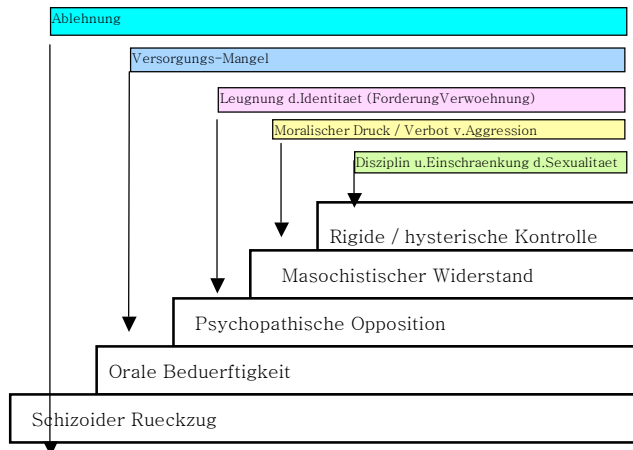 Ablehnung
Versorgungs-Mangel
Leugnung d.Identitaet (ForderungVerwoehnung)
Moralischer Druck / Verbot v.Aggression
Disziplin u.Einschraenkung d.Sexualitaet
Rigide / hysterische Kontrolle
Masochistischer Widerstand
Psychopathische Opposition
Orale Beduerftigkeit
Schizoider Rueckzug